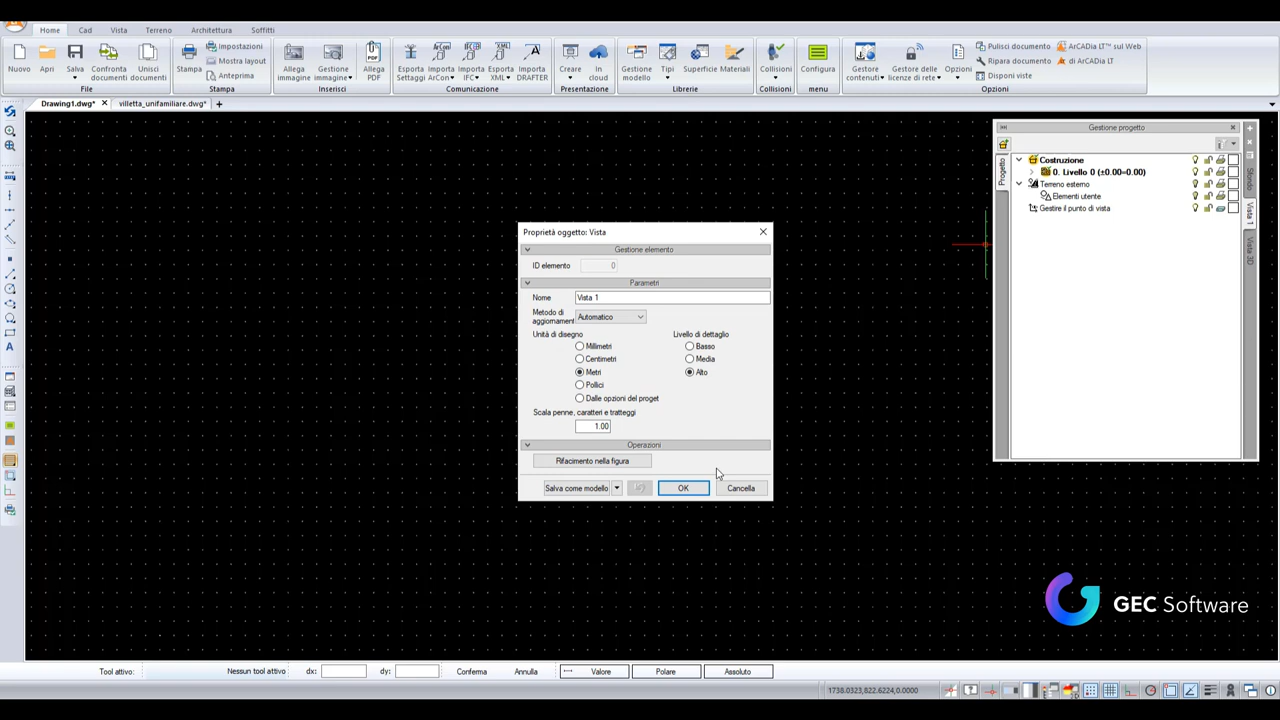 Home Cad Vista Terreno Architettura Soffitti
Nuovo Apri Salva Confronta documenti Unisci documenti
File
Stampa Impostazioni Mostra layout Anteprima
Stampa
Allega immagine Gestione immagine Allega PDF
Inserisci
Esporta Settaggi Importa ArCon Importa IFC Esporta XML Importa DRAFTER
Comunicazione
Creare In cloud
Presentazione
Gestione modello Tipi Superficie Materiali
Librerie
Collisioni
Collisioni
Configura
menu
Gestore contenuti Gestore delle licenze di rete Opzioni Pulisci documento Ripara documento Disponi viste ArCADia LT™ sul Web di ArCADia LT
Opzioni
Drawing1.dwg* villetta_unifamiliare.dwg*
Gestione progetto
Progetto
Costruzione
0. Livello 0 (±0.00=0.00)
Terreno esterno
Elementi utente
Gestire il punto di vista
Sfondo
Vista 1
Vista 3D
Proprietà oggetto: Vista
Gestione elemento
ID elemento 0
Parametri
Nome Vista 1
Metodo di aggiornament Automatico
Unità di disegno Livello di dettaglio
Millimetri Basso
Centimetri Media
Metri Alto
Pollici
Dalle opzioni del proget
Scala penne, caratteri e tratteggi
1.00
Operazioni
Rifacimento nella figura
Salva come modello OK Cancella
GEC Software
Tool attivo: Nessun tool attivo dx: dy: Conferma Annulla Valore Polare Assoluto
1738.0323,822.6224,0.0000